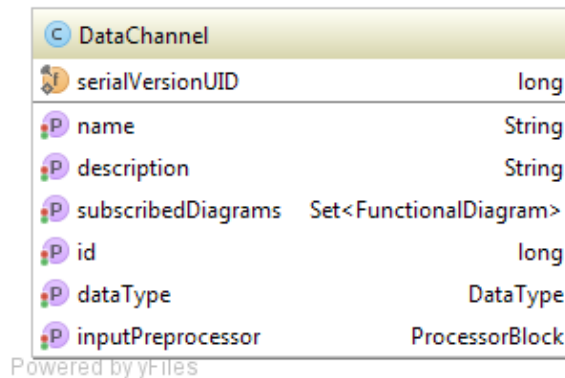 C DataChannel
f serialVersionUID long
P name String
P description String
P subscribedDiagrams Set<FunctionalDiagram>
P id long
P dataType DataType
P inputPreprocessor ProcessorBlock
Powered by yFiles